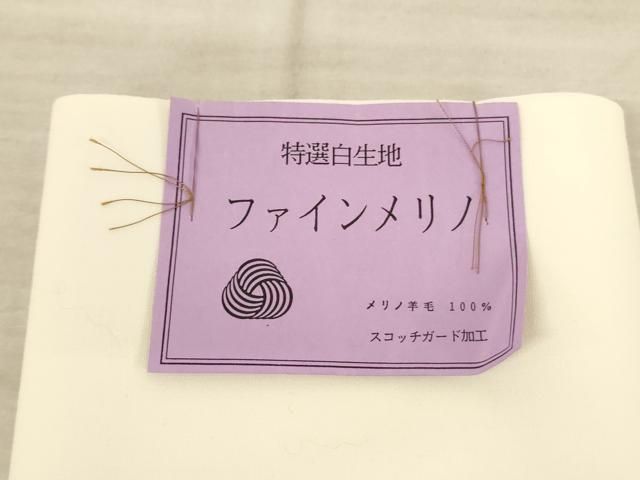 特選白生地
ファインメリノ
メリノ羊毛 100%
スコッチガード加工